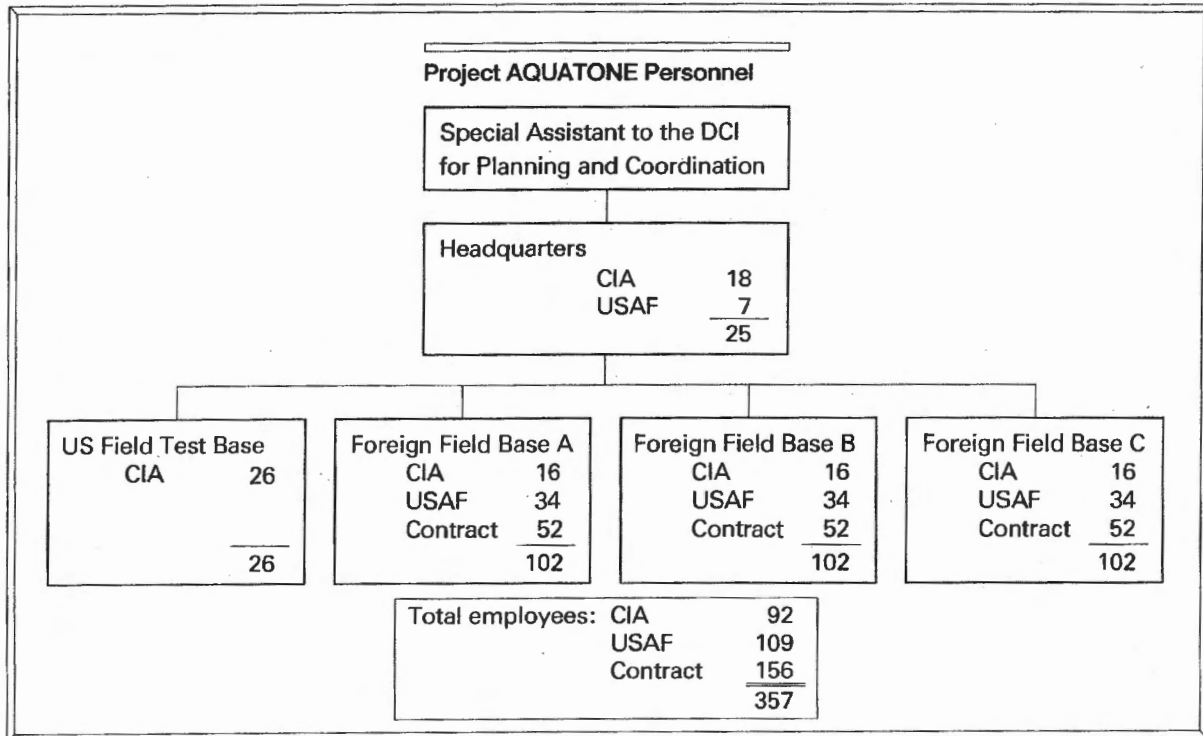 Project AQUATONE Personnel
Special Assistant to the DCI
for Planning and Coordination
Headquarters
CIA 18
USAF 7
25
US Field Test Base
CIA 26
26
Foreign Field Base A
CIA 16
USAF 34
Contract 52
102
Foreign Field Base B
CIA 16
USAF 34
Contract 52
102
Foreign Field Base C
CIA 16
USAF 34
Contract 52
102
Total employees: CIA 92
USAF 109
Contract 156
357